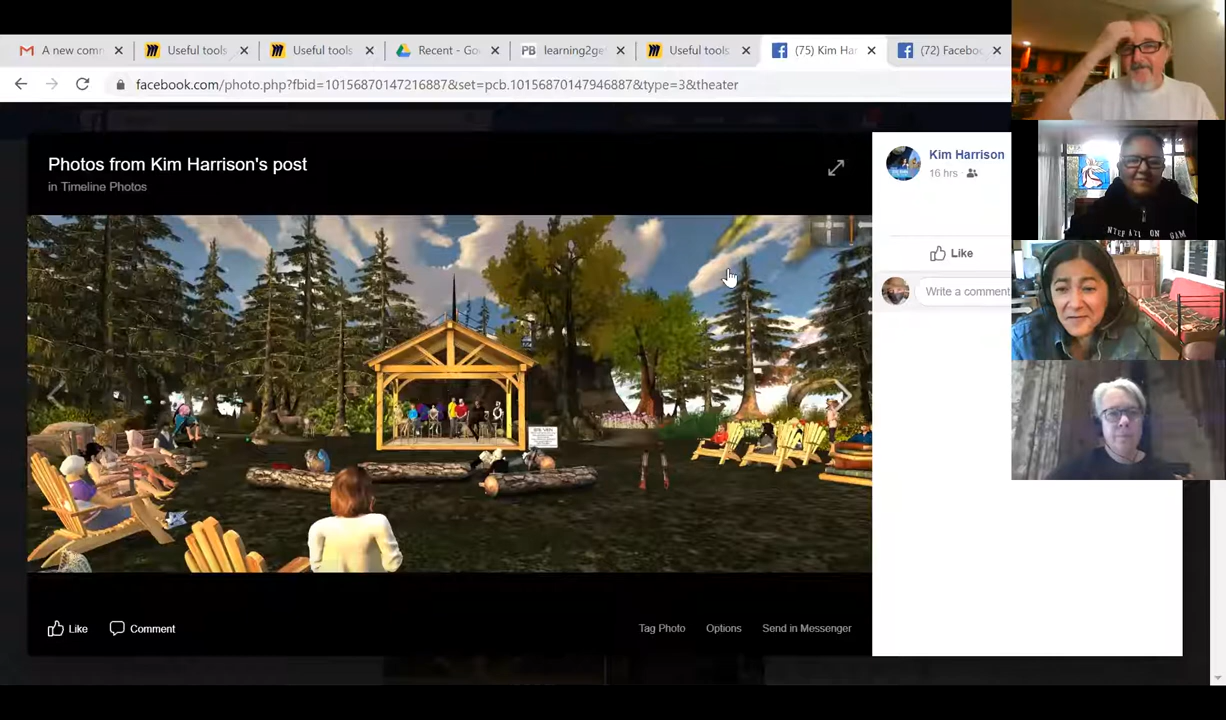 A new comm
Useful tools
Useful tools
Recent - Go
PB learning2ge
Useful tools
(75) Kim Har
(72) Facebo
facebook.com/photo.php?fbid=10156870147216887&set=pcb.10156870147946887&type=3&theater
Photos from Kim Harrison's post
in Timeline Photos
Kim Harrison
16 hrs
Like
Write a comment
Like
Comment
Tag Photo
Options
Send in Messenger